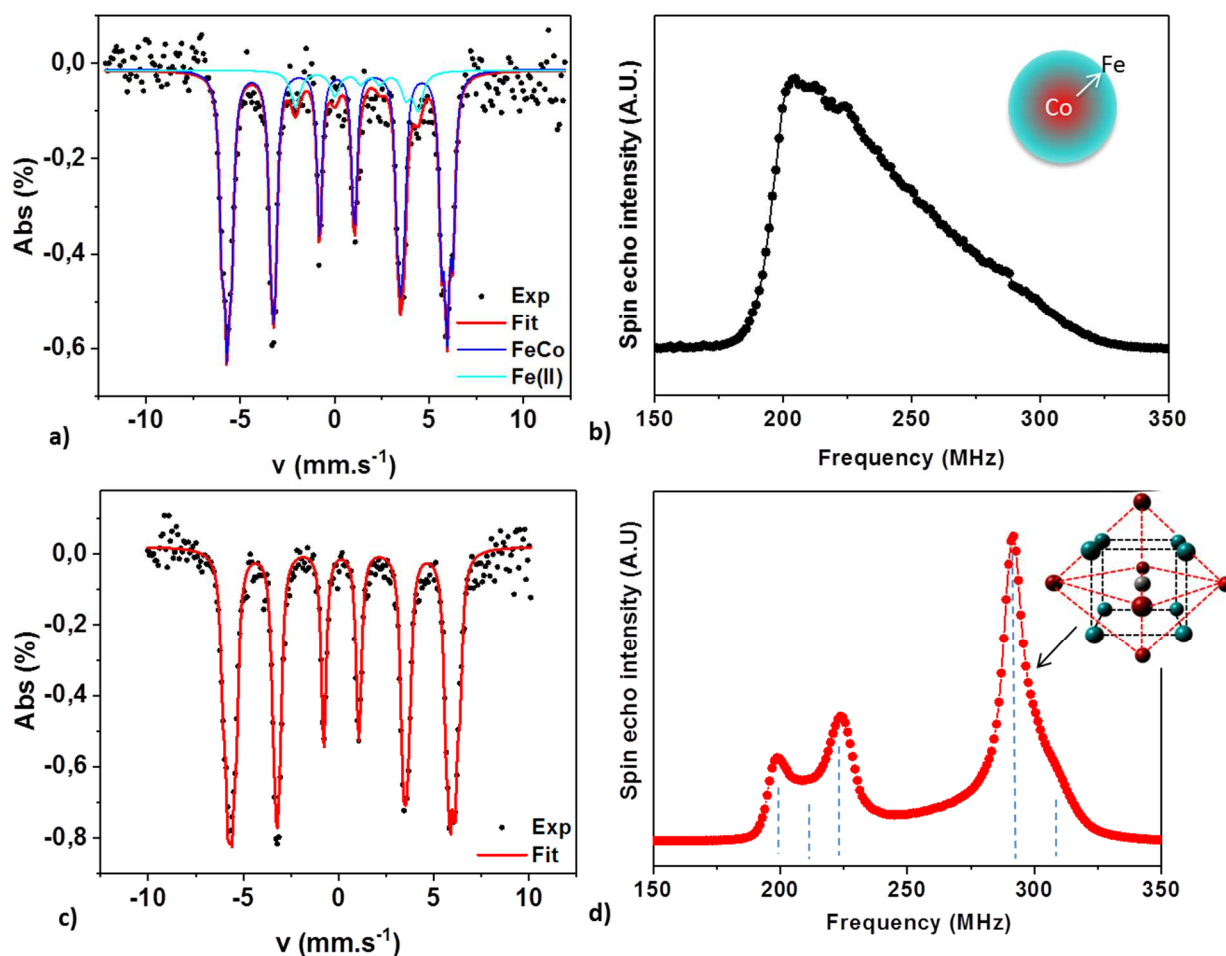 0,0
-0,2
-0,4
-0,6
Abs (%)
Exp
Fit
FeCo
Fe(II)
-10 -5 0 5 10
a)
v (mm.s-1)
Spin echo intensity (A.U.)
Fe
Co
150 200 250 300 350
b)
Frequency (MHz)
0,0
-0,2
-0,4
-0,6
-0,8
Abs (%)
Exp
Fit
-10 -5 0 5 10
c)
v (mm.s-1)
Spin echo intensity (A.U)
150 200 250 300 350
d)
Frequency (MHz)